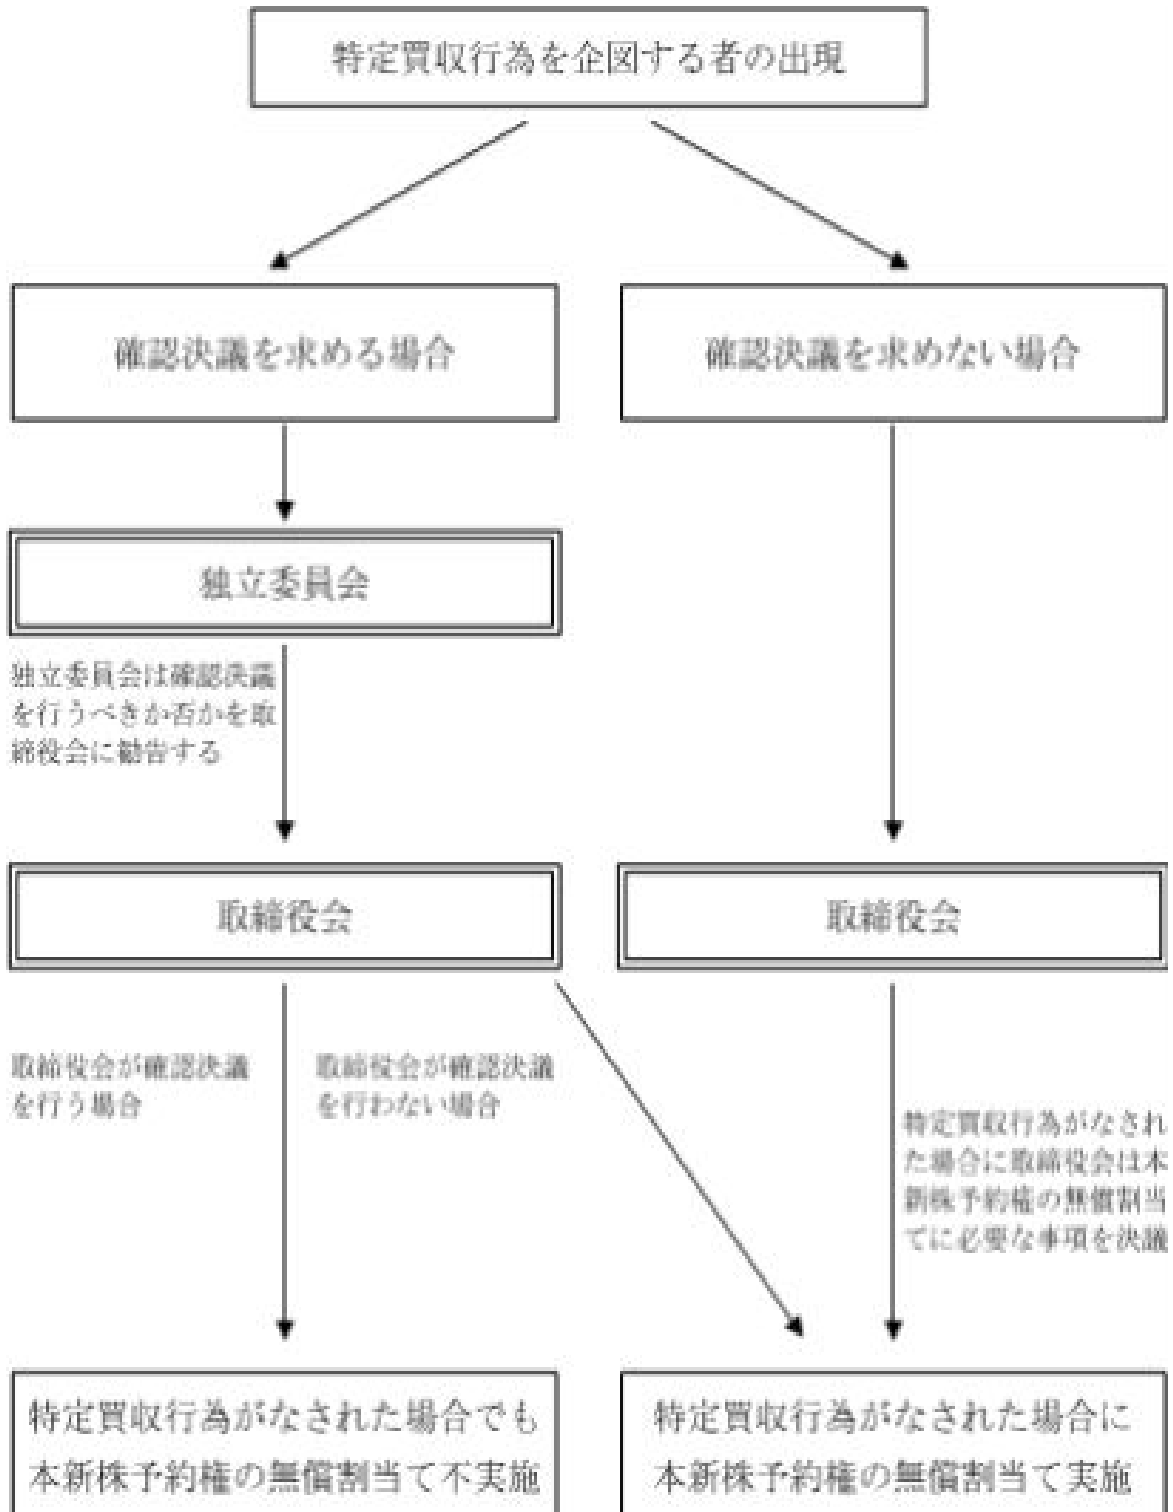 特定買収行為を企図する者の出現
確認決議を求める場合
確認決議を求めない場合
独立委員会
独立委員会は確認決議
を行うべきか否かを取
締役会に勧告する
取締役会
取締役会
取締役会が確認決議
を行う場合
取締役会が確認決議
を行わない場合
特定買収行為がなされ
た場合に取締役会は本
新株予約権の無償割当
てに必要な事項を決議
特定買収行為がなされた場合でも
本新株予約権の無償割当て不実施
特定買収行為がなされた場合に
本新株予約権の無償割当て実施